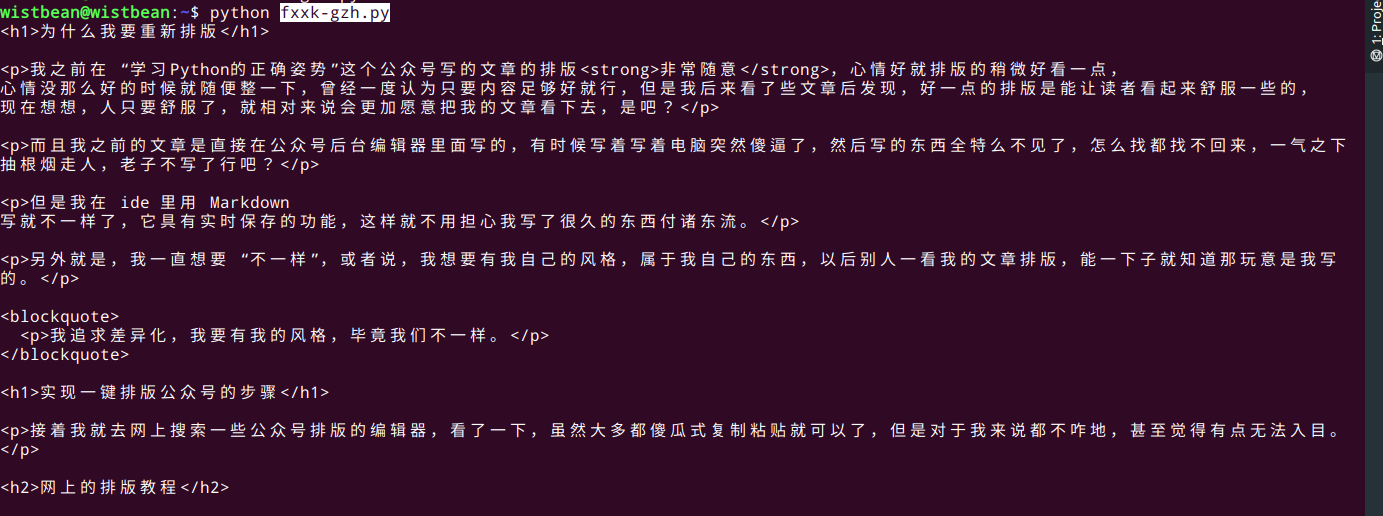 wistbean@wistbean:~$ python fxxk-gzh.py
<h1>为什么我要重新排版</h1>
<p>我之前在 “学习Python的正确姿势”这个公众号写的文章的排版<strong>非常随意</strong>，心情好就排版的稍微好看一点，
心情没那么好的时候就随便整一下，曾经一度认为只要内容足够好就行，但是我后来看了些文章后发现，好一点的排版是能让读者看起来舒服一些的，
现在想想，人只要舒服了，就相对来说会更加愿意把我的文章看下去，是吧？</p>
<p>而且我之前的文章是直接在公众号后台编辑器里面写的，有时候写着写着电脑突然傻逼了，然后写的东西全特么不见了，怎么找都找不回来，一气之下
抽根烟走人，老子不写了行吧？</p>
<p>但是我在 ide 里用 Markdown
写就不一样了，它具有实时保存的功能，这样就不用担心我写了很久的东西付诸东流。</p>
<p>另外就是，我一直想要 “不一样”，或者说，我想要有我自己的风格，属于我自己的东西，以后别人一看我的文章排版，能一下子就知道那玩意是我写
的。</p>
<blockquote>
<p>我追求差异化，我要有我的风格，毕竟我们不一样。</p>
</blockquote>
<h1>实现一键排版公众号的步骤</h1>
<p>接着我就去网上搜索一些公众号排版的编辑器，看了一下，虽然大多都傻瓜式复制粘贴就可以了，但是对于我来说都不咋地，甚至觉得有点无法入目。
</p>
<h2>网上的排版教程</h2>
1: Proje